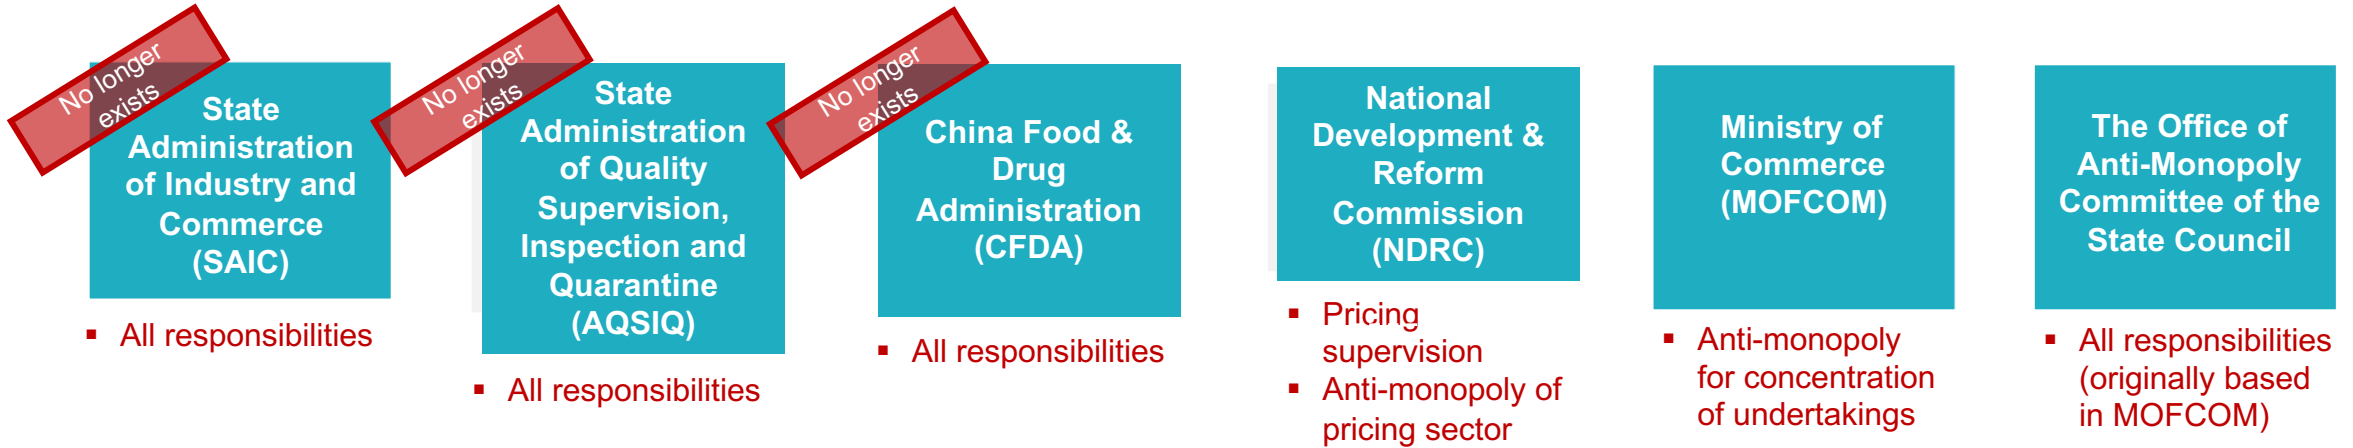 No longer
exists
State
Administration
of Industry and
Commerce
(SAIC)
▪ All responsibilities
No longer
exists
State
Administration
of Quality
Supervision,
Inspection and
Quarantine
(AQSIQ)
▪ All responsibilities
No longer
exists
China Food &
Drug
Administration
(CFDA)
▪ All responsibilities
National
Development &
Reform
Commission
(NDRC)
▪ Pricing
supervision
▪ Anti-monopoly of
pricing sector
Ministry of
Commerce
(MOFCOM)
▪ Anti-monopoly
for concentration
of undertakings
The Office of
Anti-Monopoly
Committee of the
State Council
▪ All responsibilities
(originally based
in MOFCOM)